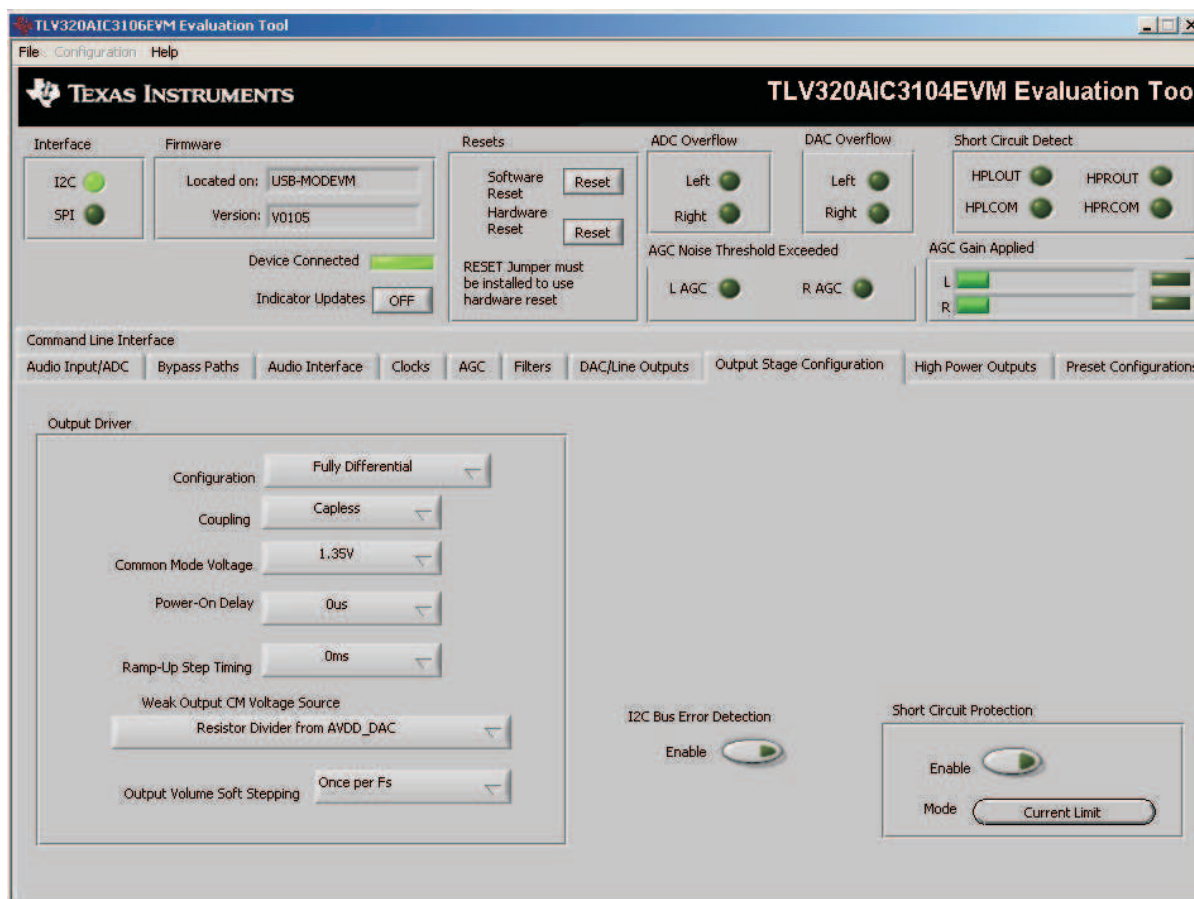 TLV320AIC3106EVM Evaluation Tool
File Configuration Help
TEXAS INSTRUMENTS
TLV320AIC3104EVM Evaluation Too
Interface
I2C
SPI
Firmware
Located on: USB-MODEVM
Version: V0105
Device Connected
Indicator Updates OFF
Resets
Software Reset Reset
Hardware Reset Reset
RESET Jumper must
be installed to use
hardware reset
ADC Overflow
Left
Right
DAC Overflow
Left
Right
Short Circuit Detect
HPLOUT HPROUT
HPLCOM HPRCOM
AGC Noise Threshold Exceeded
L AGC R AGC
AGC Gain Applied
L
R
Command Line Interface
Audio Input/ADC Bypass Paths Audio Interface Clocks AGC Filters DAC/Line Outputs Output Stage Configuration High Power Outputs Preset Configurations
Output Driver
Configuration Fully Differential
Coupling Capless
Common Mode Voltage 1.35V
Power-On Delay 0us
Ramp-Up Step Timing 0ms
Weak Output CM Voltage Source
Resistor Divider from AVDD_DAC
Output Volume Soft Stepping Once per Fs
I2C Bus Error Detection
Enable
Short Circuit Protection
Enable
Mode Current Limit